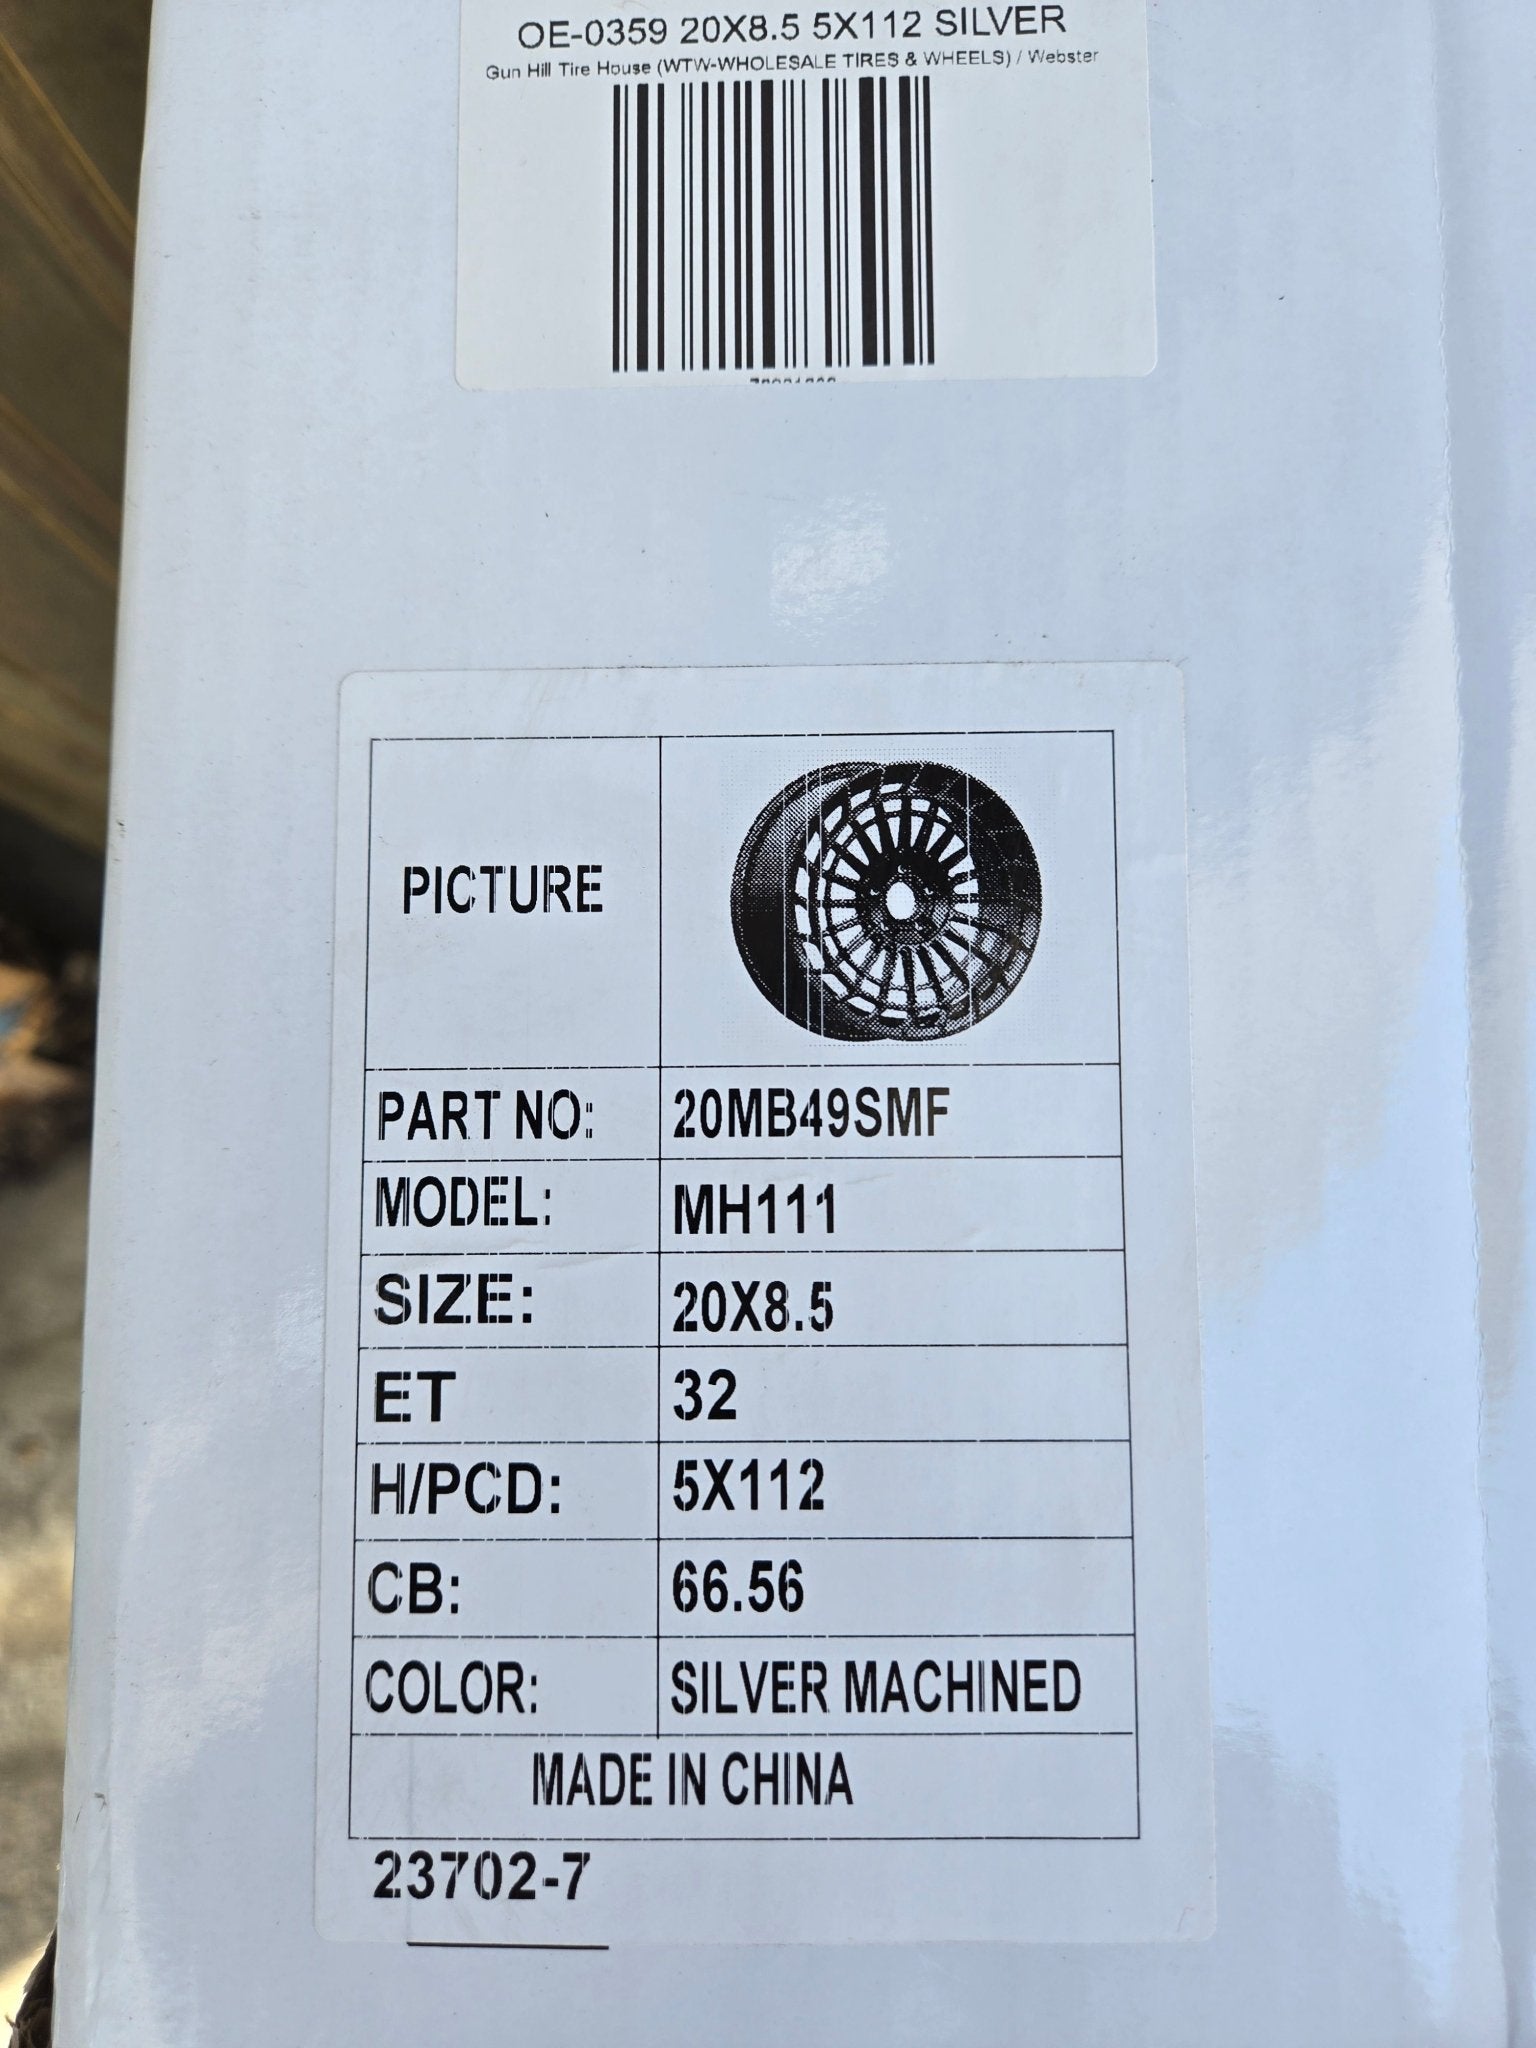 OE-0359 20X8.5 5X112 SILVER
Gun Hill Tire House (WTW-WHOLESALE TIRES & WHEELS) / Webster
PICTURE
PART NO: 20MB49SMF
MODEL: MH111
SIZE: 20X8.5
ET 32
H/PCD: 5X112
CB: 66.56
COLOR: SILVER MACHINED
MADE IN CHINA
23702-7